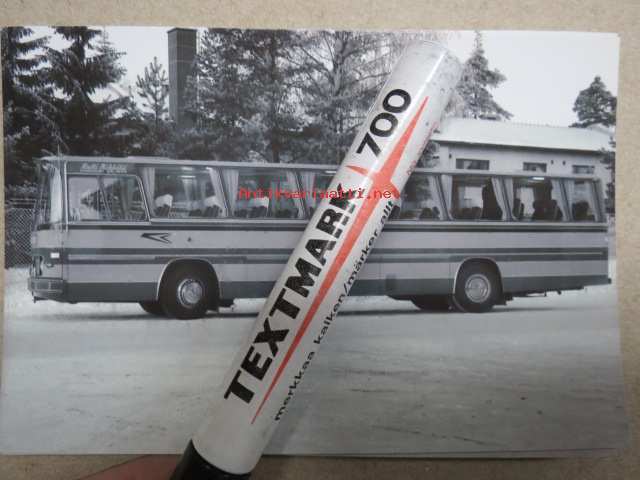 TEXTMARK 700
merkkaa kaiken/märker allt
Antikvariaatti.net